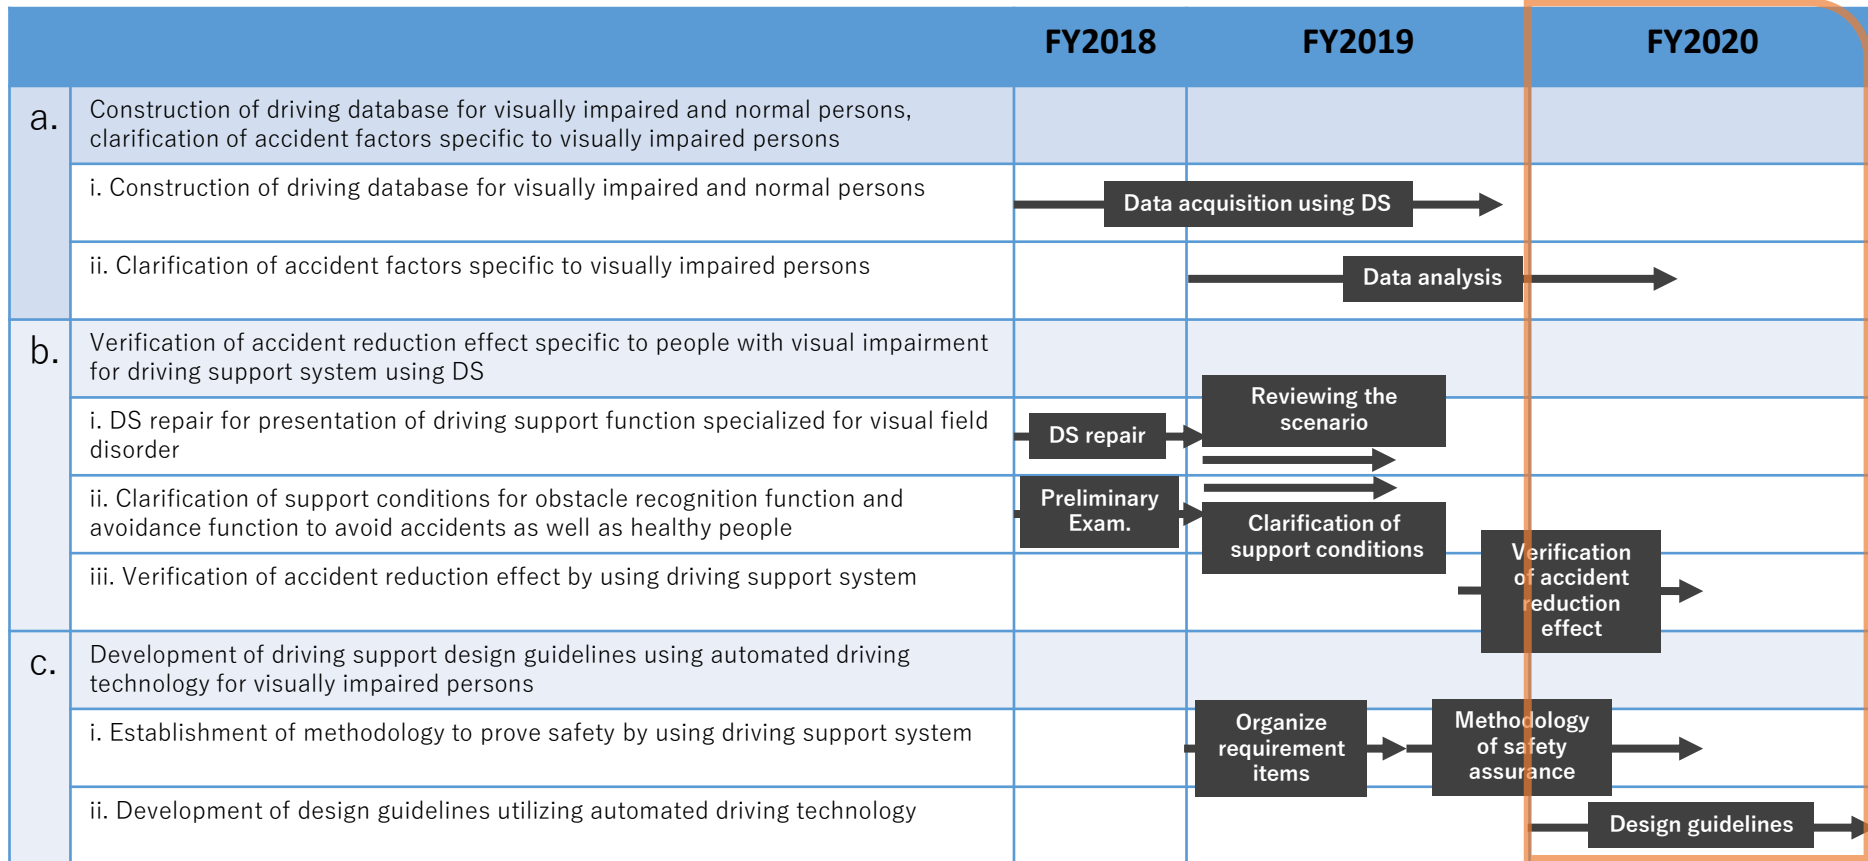 FY2018 FY2019 FY2020
a.
Construction of driving database for visually impaired and normal persons,
clarification of accident factors specific to visually impaired persons
i. Construction of driving database for visually impaired and normal persons
Data acquisition using DS
ii. Clarification of accident factors specific to visually impaired persons
Data analysis
b.
Verification of accident reduction effect specific to people with visual impairment
for driving support system using DS
i. DS repair for presentation of driving support function specialized for visual field
disorder
DS repair
Reviewing the
scenario
ii. Clarification of support conditions for obstacle recognition function and
avoidance function to avoid accidents as well as healthy people
Preliminary
Exam.
Clarification of
support conditions
iii. Verification of accident reduction effect by using driving support system
Verification
of accident
reduction
effect
c.
Development of driving support design guidelines using automated driving
technology for visually impaired persons
i. Establishment of methodology to prove safety by using driving support system
Organize
requirement
items
Methodology
of safety
assurance
ii. Development of design guidelines utilizing automated driving technology
Design guidelines